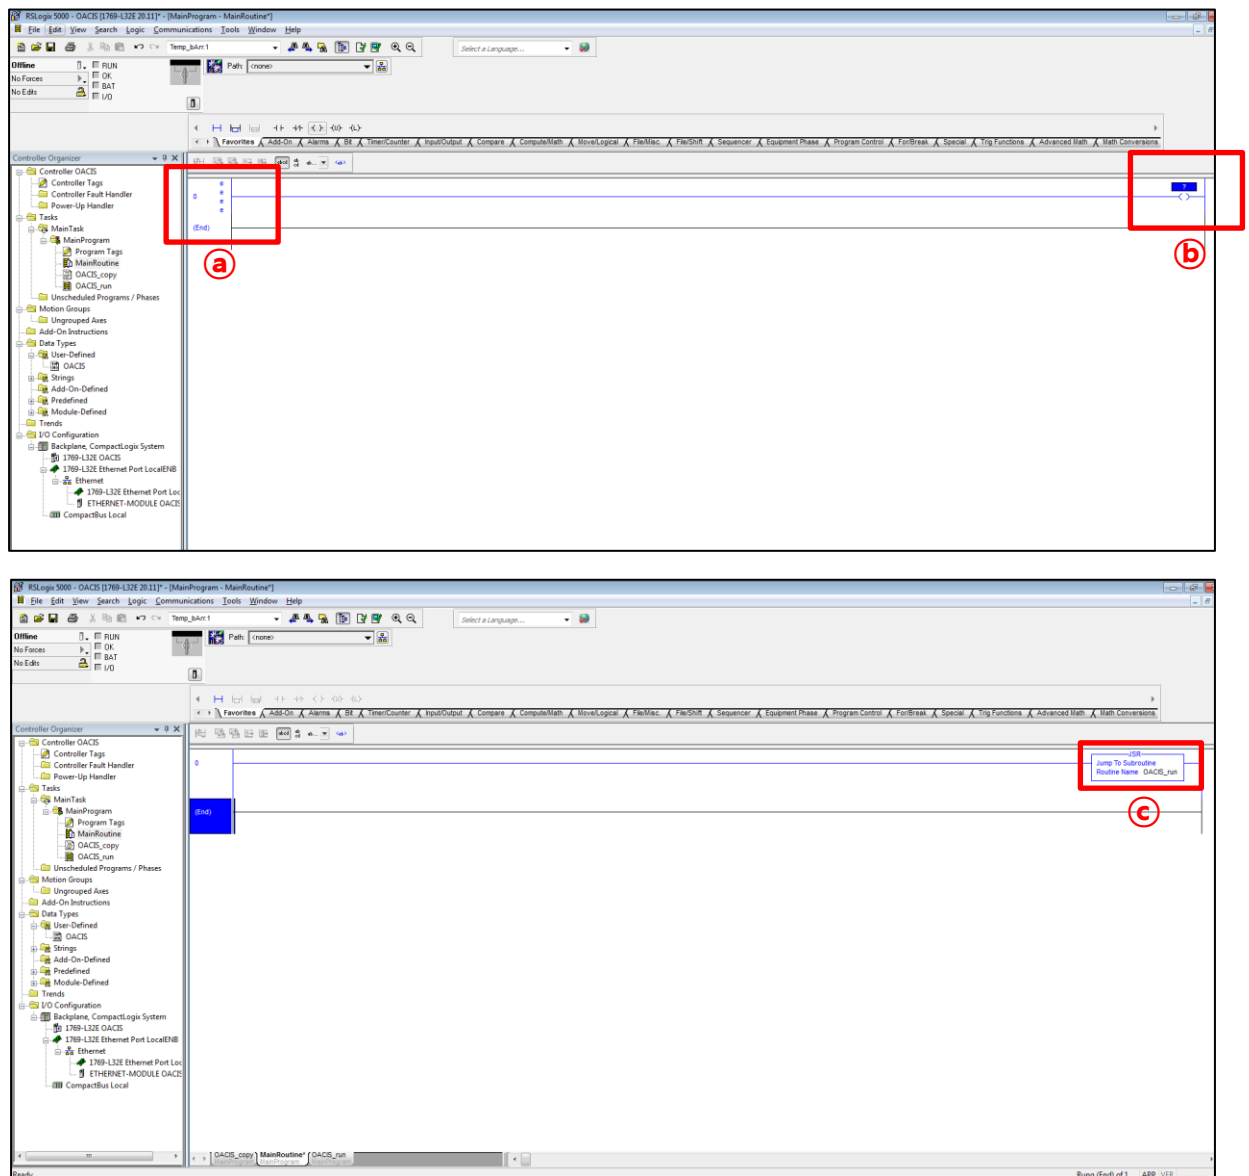 RSLogix 5000 - OACIS [1769-L32E 20.11]* - [MainProgram - MainRoutine*]
File Edit View Search Logic Communications Tools Window Help
Temp_bArr.1
Select a Language...
Offline
RUN
Path: <none>
No Forces
OK
BAT
No Edits
I/O
Favorites Add-On Alarms Bit Timer/Counter Input/Output Compare Compute/Math Move/Logical File/Misc. File/Shift Sequencer Equipment Phase Program Control For/Break Special Trig Functions Advanced Math Math Conversions
Controller Organizer
Controller OACIS
Controller Tags
Controller Fault Handler
Power-Up Handler
Tasks
MainTask
MainProgram
Program Tags
MainRoutine
OACIS_copy
OACIS_run
Unscheduled Programs / Phases
Motion Groups
Ungrouped Axes
Add-On Instructions
Data Types
User-Defined
OACIS
Strings
Add-On-Defined
Predefined
Module-Defined
Trends
I/O Configuration
Backplane, CompactLogix System
1769-L32E OACIS
1769-L32E Ethernet Port LocalENB
Ethernet
1769-L32E Ethernet Port Loc
ETHERNET-MODULE OACIS
CompactBus Local
0
e
e
e
e
(End)
?
ⓐ
ⓑ
RSLogix 5000 - OACIS [1769-L32E 20.11]* - [MainProgram - MainRoutine*]
File Edit View Search Logic Communications Tools Window Help
Temp_bArr.1
Select a Language...
Offline
RUN
Path: <none>
No Forces
OK
BAT
No Edits
I/O
Favorites Add-On Alarms Bit Timer/Counter Input/Output Compare Compute/Math Move/Logical File/Misc. File/Shift Sequencer Equipment Phase Program Control For/Break Special Trig Functions Advanced Math Math Conversions
Controller Organizer
Controller OACIS
Controller Tags
Controller Fault Handler
Power-Up Handler
Tasks
MainTask
MainProgram
Program Tags
MainRoutine
OACIS_copy
OACIS_run
Unscheduled Programs / Phases
Motion Groups
Ungrouped Axes
Add-On Instructions
Data Types
User-Defined
OACIS
Strings
Add-On-Defined
Predefined
Module-Defined
Trends
I/O Configuration
Backplane, CompactLogix System
1769-L32E OACIS
1769-L32E Ethernet Port LocalENB
Ethernet
1769-L32E Ethernet Port Loc
ETHERNET-MODULE OACIS
CompactBus Local
0
JSR
Jump To Subroutine
Routine Name OACIS_run
(End)
ⓒ
OACIS_copy MainRoutine* OACIS_run
MainProgram MainProgram MainProgram
Ready
Rung (End) of 1 APP VER